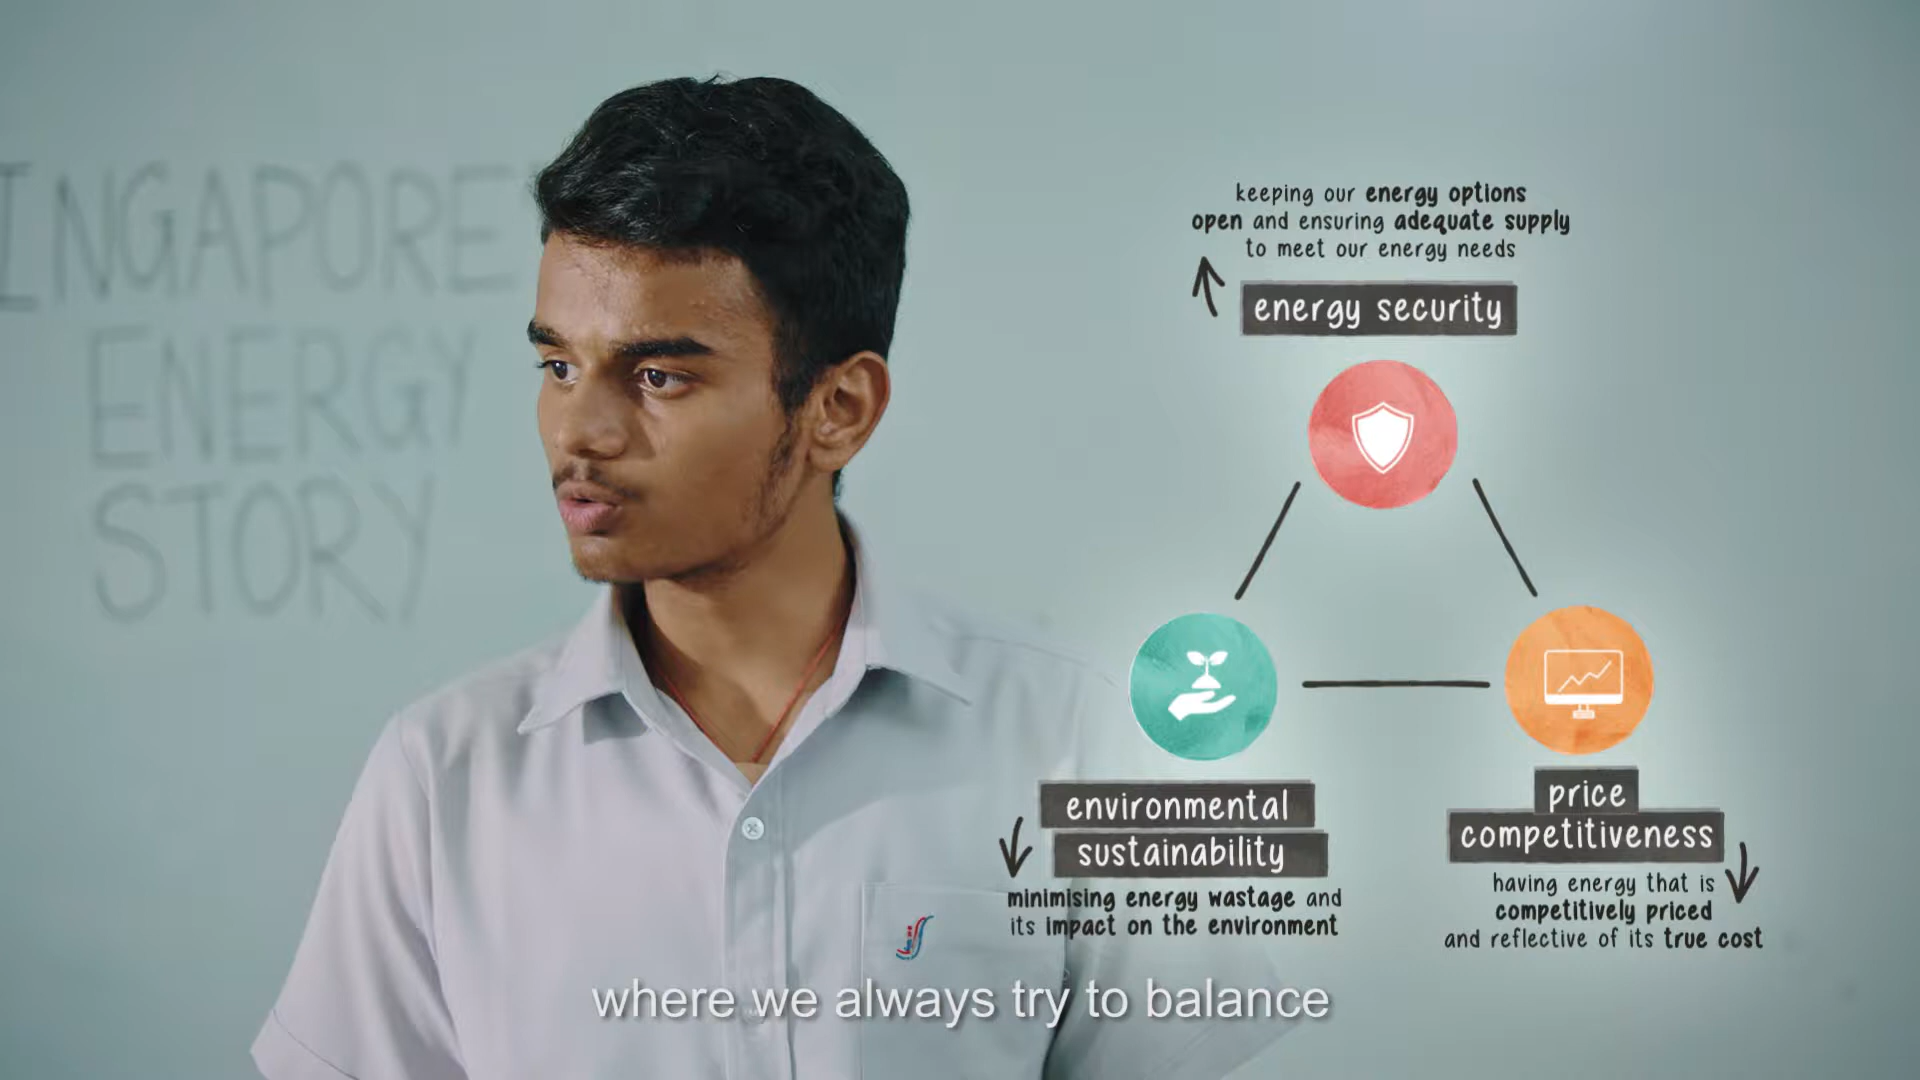 INGAPORE
ENERGY
STORY
keeping our energy options
open and ensuring adequate supply
to meet our energy needs
energy security
environmental
sustainability
minimising energy wastage and
its impact on the environment
price
competitiveness
having energy that is
competitively priced
and reflective of its true cost
where we always try to balance